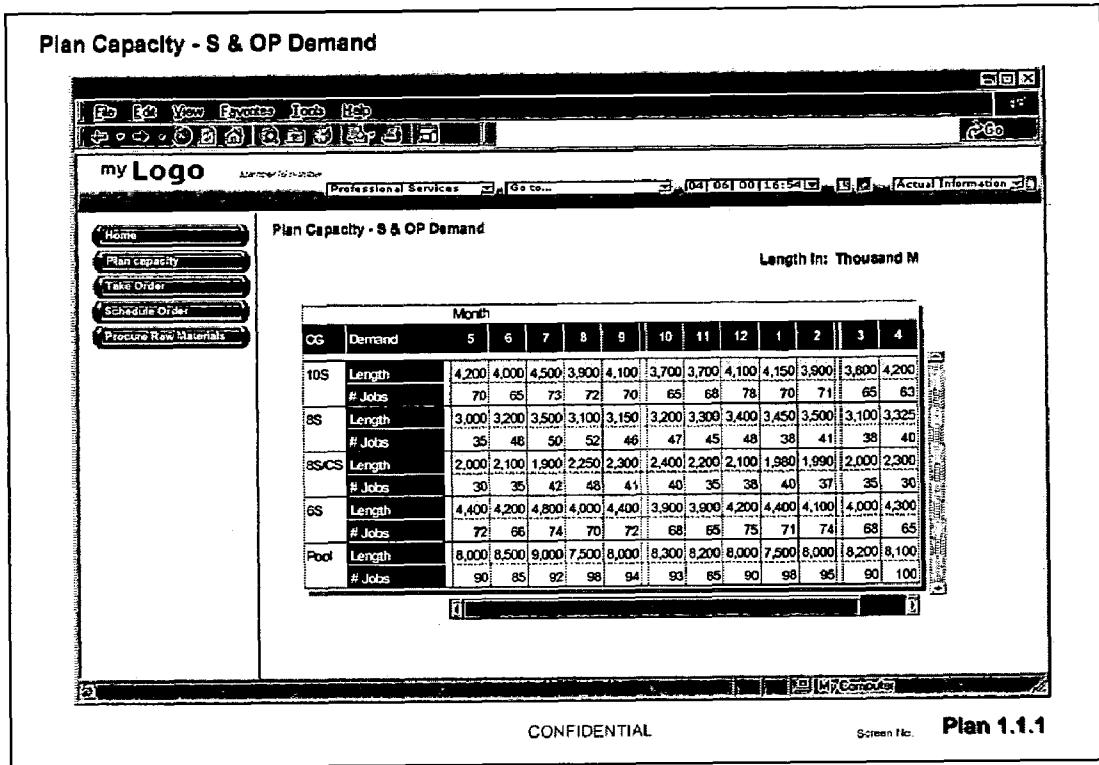 Plan Capacity - S & OP Demand
File Edit View Favorites Tools Help
Go
my Logo
Professional Services Go to... 04 06 00 16:54 Actual Information
Home
Plan capacity
Take Order
Schedule Order
Procure Raw Materials
Plan Capacity - S & OP Demand
Length In: Thousand M
Month
CG Demand 5 6 7 8 9 10 11 12 1 2 3 4
10S Length 4,200 4,000 4,500 3,900 4,100 3,700 3,700 4,100 4,150 3,900 3,800 4,200
# Jobs 70 65 73 72 70 65 68 78 70 71 65 63
8S Length 3,000 3,200 3,500 3,100 3,150 3,200 3,300 3,400 3,450 3,500 3,100 3,325
# Jobs 35 48 50 52 46 47 45 48 38 41 38 40
8S/CS Length 2,000 2,100 1,900 2,250 2,300 2,400 2,200 2,100 1,980 1,990 2,000 2,300
# Jobs 30 35 42 48 41 40 35 38 40 37 35 30
6S Length 4,400 4,200 4,800 4,000 4,400 3,900 3,900 4,200 4,400 4,100 4,000 4,300
# Jobs 72 66 74 70 72 68 65 75 71 74 68 65
Pool Length 8,000 8,500 9,000 7,500 8,000 8,300 8,200 8,000 7,500 8,000 8,200 8,100
# Jobs 90 85 92 98 94 93 85 90 98 95 90 100
My Computer
CONFIDENTIAL
Screen No. Plan 1.1.1